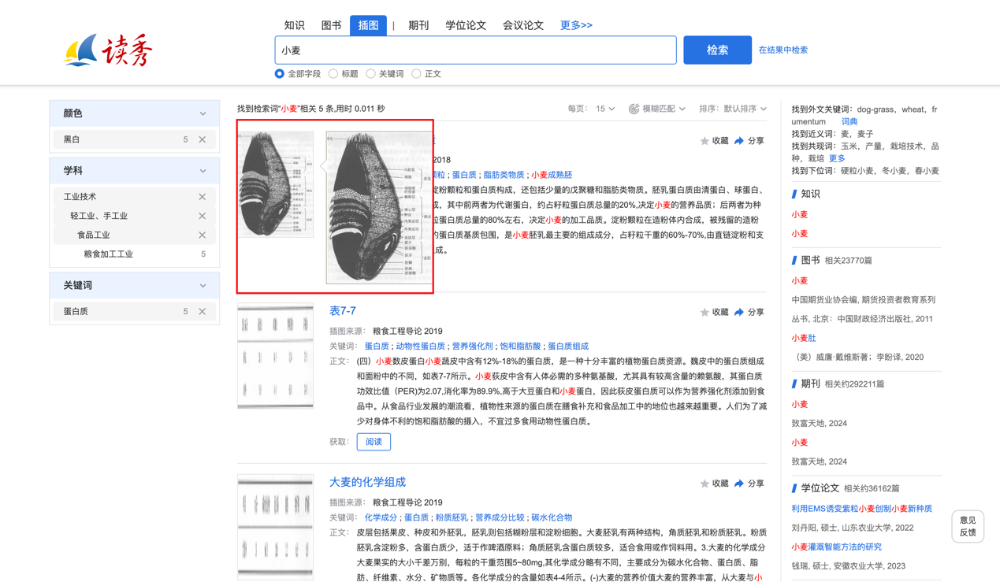 读秀
知识 图书 插图 | 期刊 学位论文 会议论文 更多>>
小麦
检索
在结果中检索
全部字段 标题 关键词 正文
颜色
黑白 5
学科
工业技术
轻工业、手工业
食品工业
粮食加工工业 5
关键词
蛋白质 5
找到检索词"小麦"相关 5 条,用时 0.011 秒
每页： 15 模糊匹配 排序：默认排序
收藏 分享
2018
颗粒；蛋白质；脂肪类物质；小麦成熟胚
淀粉颗粒和蛋白质构成，还包括少量的戊聚糖和脂肪类物质。胚乳蛋白质由清蛋白、球蛋白、
成，其中前两者为代谢蛋白，约占籽粒蛋白质总量的20%,决定小麦的营养品质；后两者为种
粒蛋白质总量的80%左右，决定小麦的加工品质。淀粉颗粒在造粉体内合成，被残留的造粉
的蛋白质基质包围，是小麦胚乳最主要的组成成分，占籽粒干重的60%-70%,由直链淀粉和支
成。
表7-7
收藏 分享
插图来源： 粮食工程导论 2019
关键词： 蛋白质；动物性蛋白质；营养强化剂；饱和脂肪酸；蛋白质组成
正文： (四）小麦数皮蛋白小麦蔬皮中含有12%-18%的蛋白质，是一种十分丰富的植物蛋白质资源。魏皮中的蛋白质组成
和面粉中的不同，如表7-7所示。小麦荻皮中含有人体必需的多种氨基酸，尤其具有较高含量的赖氨酸，其蛋白质
功效比值（PER)为2.07,消化率为89.9%,高于大豆蛋白和小麦蛋白，因此荻皮蛋白质可以作为营养强化剂添加到食
品中。从食品行业发展的潮流看，植物性来源的蛋白质在膳食补充和食品加工中的地位也越来越重要。人们为了减
少对身体不利的饱和脂肪酸的摄入，不宜过多食用动物性蛋白质。
获取： 阅读
大麦的化学组成
收藏 分享
插图来源： 粮食工程导论 2019
关键词： 化学成分；蛋白质；粉质胚乳；营养成分比较；碳水化合物
正文： 皮层包括果皮、种皮和外胚乳，胚乳则包括糊粉层和淀粉细胞。大麦胚乳有两种结构，角质胚乳和粉质胚乳。粉质
胚乳含淀粉多，含蛋白质少，适于作啤酒原料；角质胚乳含蛋白质较多，适合食用或作饲料用。3.大麦的化学成分
大麦果实的大小千差万别，每粒的干重范围5~80mg,其化学成分略有不同，主要成分为碳水化合物、蛋白质、脂
肪、纤维素、水分、矿物质等。各化学成分的含量如表4-4所示。(-)大麦的营养价值大麦的营养丰富，从大麦与小
找到外文关键词：dog-grass，wheat，fr
umentum 词典
找到近义词：麦，麦子
找到共现词：玉米，产量，栽培技术，品
种，栽培 更多
找到下位词：硬粒小麦，冬小麦，春小麦
知识
小麦
小麦
图书 相关23770篇
小麦
中国期货业协会编, 期货投资者教育系列
丛书, 北京：中国财政经济出版社, 2011
小麦肚
（美）威廉·戴维斯著；李盼译, 2020
期刊 相关约292211篇
小麦
致富天地, 2024
小麦
致富天地, 2024
学位论文 相关约36162篇
利用EMS诱变紫粒小麦创制小麦新种质
刘丹阳, 硕士, 山东农业大学, 2022
小麦灌溉智能方法的研究
钱瑞, 硕士, 安徽农业大学, 2023
意见
反馈